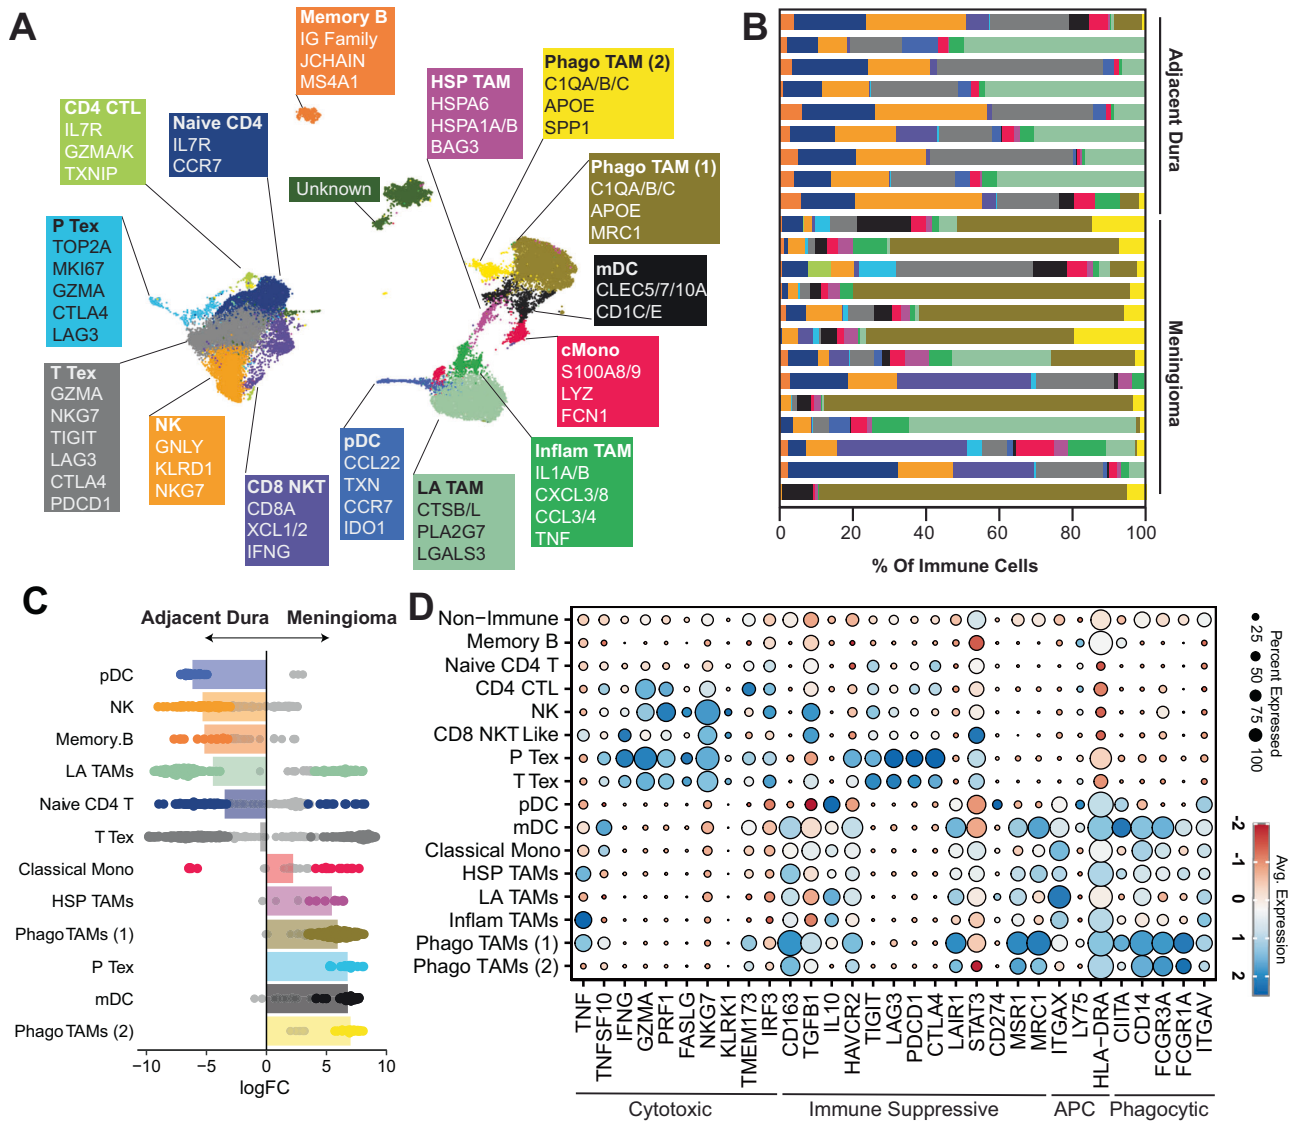 A
Memory B
IG Family
JCHAIN
MS4A1
CD4 CTL
IL7R
GZMA/K
TXNIP
Naive CD4
IL7R
CCR7
HSP TAM
HSPA6
HSPA1A/B
BAG3
Phago TAM (2)
C1QA/B/C
APOE
SPP1
Unknown
Phago TAM (1)
C1QA/B/C
APOE
MRC1
P Tex
TOP2A
MKI67
GZMA
CTLA4
LAG3
mDC
CLEC5/7/10A
CD1C/E
T Tex
GZMA
NKG7
TIGIT
LAG3
CTLA4
PDCD1
cMono
S100A8/9
LYZ
FCN1
NK
GNLY
KLRD1
NKG7
CD8 NKT
CD8A
XCL1/2
IFNG
pDC
CCL22
TXN
CCR7
IDO1
LA TAM
CTSB/L
PLA2G7
LGALS3
Inflam TAM
IL1A/B
CXCL3/8
CCL3/4
TNF
B
Adjacent Dura
Meningioma
0 20 40 60 80 100
% Of Immune Cells
C
Adjacent Dura
Meningioma
pDC
NK
Memory.B
LA TAMs
Naive CD4 T
T Tex
Classical Mono
HSP TAMs
Phago TAMs (1)
P Tex
mDC
Phago TAMs (2)
−10 −5 0 5 10
logFC
D
Non−Immune
Memory B
Naive CD4 T
CD4 CTL
NK
CD8 NKT Like
P Tex
T Tex
pDC
mDC
Classical Mono
HSP TAMs
LA TAMs
Inflam TAMs
Phago TAMs (1)
Phago TAMs (2)
TNF
TNFSF10
IFNG
GZMA
PRF1
FASLG
NKG7
KLRK1
TMEM173
IRF3
CD163
TGFB1
IL10
HAVCR2
TIGIT
LAG3
PDCD1
CTLA4
LAIR1
STAT3
CD274
MSR1
MRC1
ITGAX
LY75
HLA−DRA
CIITA
CD14
FCGR3A
FCGR1A
ITGAV
Cytotoxic
Immune Suppressive
APC
Phagocytic
Percent Expressed
25
50
75
100
Avg. Expression
-2
-1
0
1
2